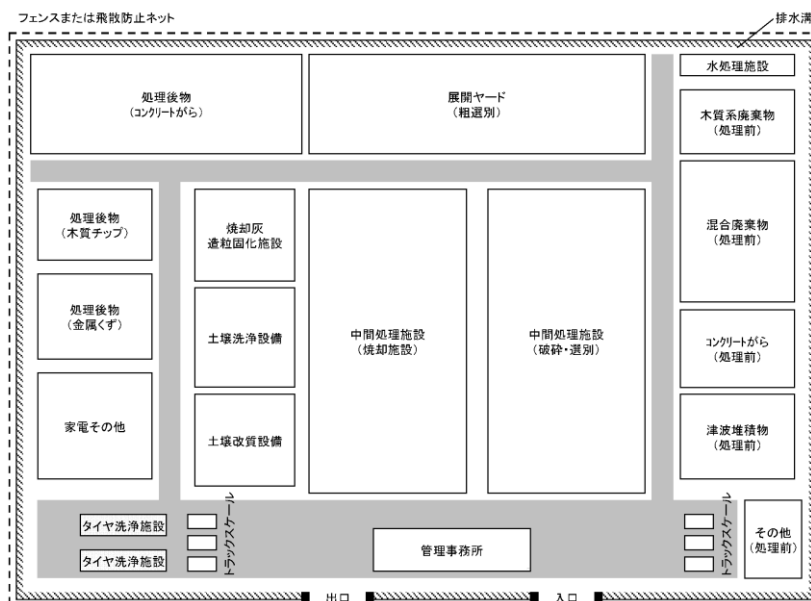 フェンスまたは飛散防止ネット
排水溝
処理後物
(コンクリートがら)
展開ヤード
(粗選別)
水処理施設
木質系廃棄物
(処理前)
混合廃棄物
(処理前)
処理後物
(木質チップ)
焼却灰
造粒固化施設
処理後物
(金属くず)
土壌洗浄設備
中間処理施設
(焼却施設)
中間処理施設
(破砕・選別)
コンクリートがら
(処理前)
家電その他
土壌改質設備
津波堆積物
(処理前)
タイヤ洗浄施設
タイヤ洗浄施設
トラックスケール
管理事務所
トラックスケール
その他
(処理前)
出口
入口